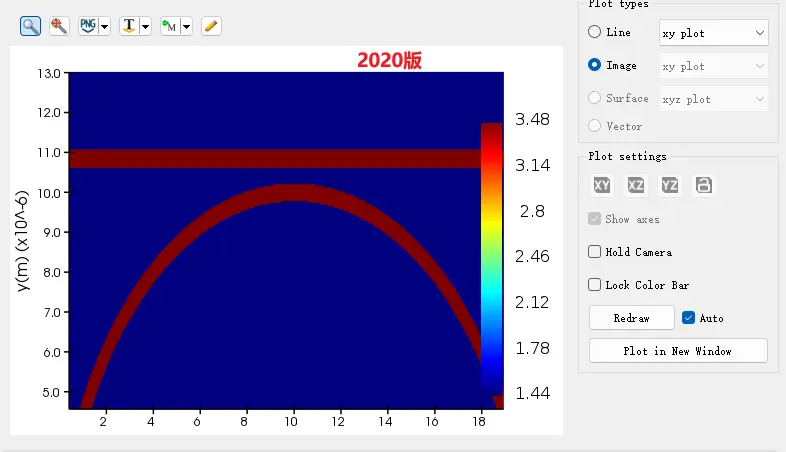 Plot types
PNG
T
M
2020版
Line
xy plot
Image
xy plot
Surface
xyz plot
Vector
Plot settings
XY
XZ
YZ
a
Show axes
Hold Camera
Lock Color Bar
Redraw
Auto
Plot in New Window
13.0
12.0
11.0
10.0
9.0
8.0
7.0
6.0
5.0
y(m) (x10^-6)
2
4
6
8
10
12
14
16
18
3.48
3.14
2.8
2.46
2.12
1.78
1.44